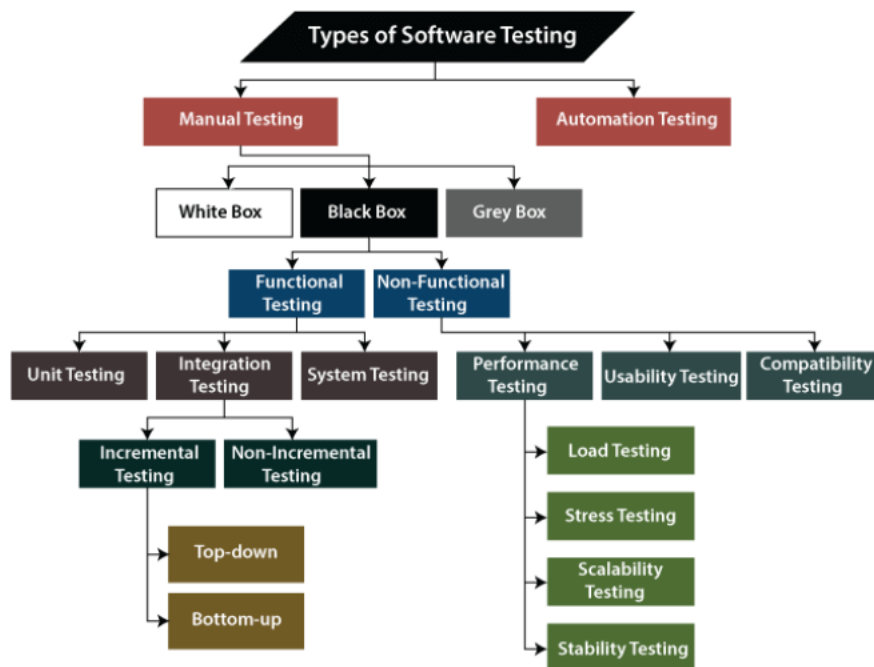 Types of Software Testing
Manual Testing
Automation Testing
White Box
Black Box
Grey Box
Functional
Testing
Non-Functional
Testing
Unit Testing
Integration
Testing
System Testing
Performance
Testing
Usability Testing
Compatibility
Testing
Incremental
Testing
Non-Incremental
Testing
Load Testing
Stress Testing
Top-down
Scalability
Testing
Bottom-up
Stability Testing